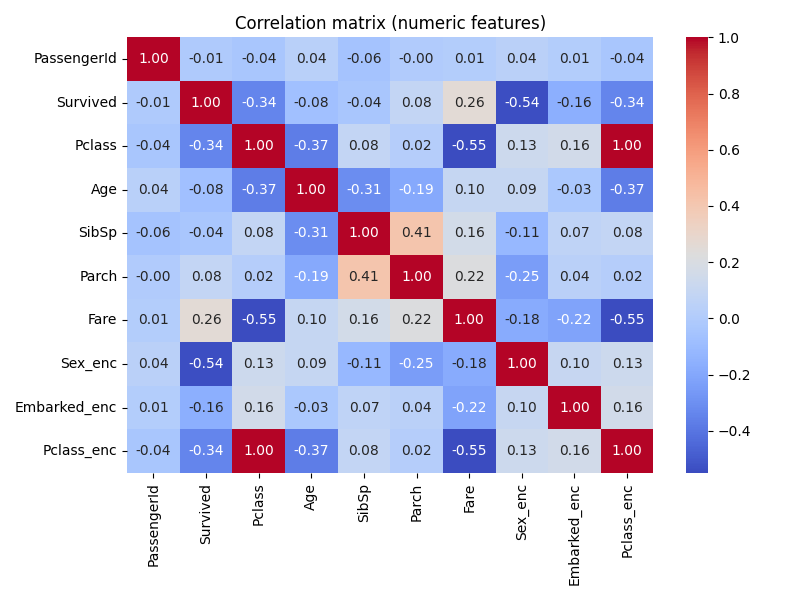 Correlation matrix (numeric features)
PassengerId 1.00 -0.01 -0.04 0.04 -0.06 -0.00 0.01 0.04 0.01 -0.04
Survived -0.01 1.00 -0.34 -0.08 -0.04 0.08 0.26 -0.54 -0.16 -0.34
Pclass -0.04 -0.34 1.00 -0.37 0.08 0.02 -0.55 0.13 0.16 1.00
Age 0.04 -0.08 -0.37 1.00 -0.31 -0.19 0.10 0.09 -0.03 -0.37
SibSp -0.06 -0.04 0.08 -0.31 1.00 0.41 0.16 -0.11 0.07 0.08
Parch -0.00 0.08 0.02 -0.19 0.41 1.00 0.22 -0.25 0.04 0.02
Fare 0.01 0.26 -0.55 0.10 0.16 0.22 1.00 -0.18 -0.22 -0.55
Sex_enc 0.04 -0.54 0.13 0.09 -0.11 -0.25 -0.18 1.00 0.10 0.13
Embarked_enc 0.01 -0.16 0.16 -0.03 0.07 0.04 -0.22 0.10 1.00 0.16
Pclass_enc -0.04 -0.34 1.00 -0.37 0.08 0.02 -0.55 0.13 0.16 1.00
PassengerId
Survived
Pclass
Age
SibSp
Parch
Fare
Sex_enc
Embarked_enc
Pclass_enc
1.0
0.8
0.6
0.4
0.2
0.0
−0.2
−0.4